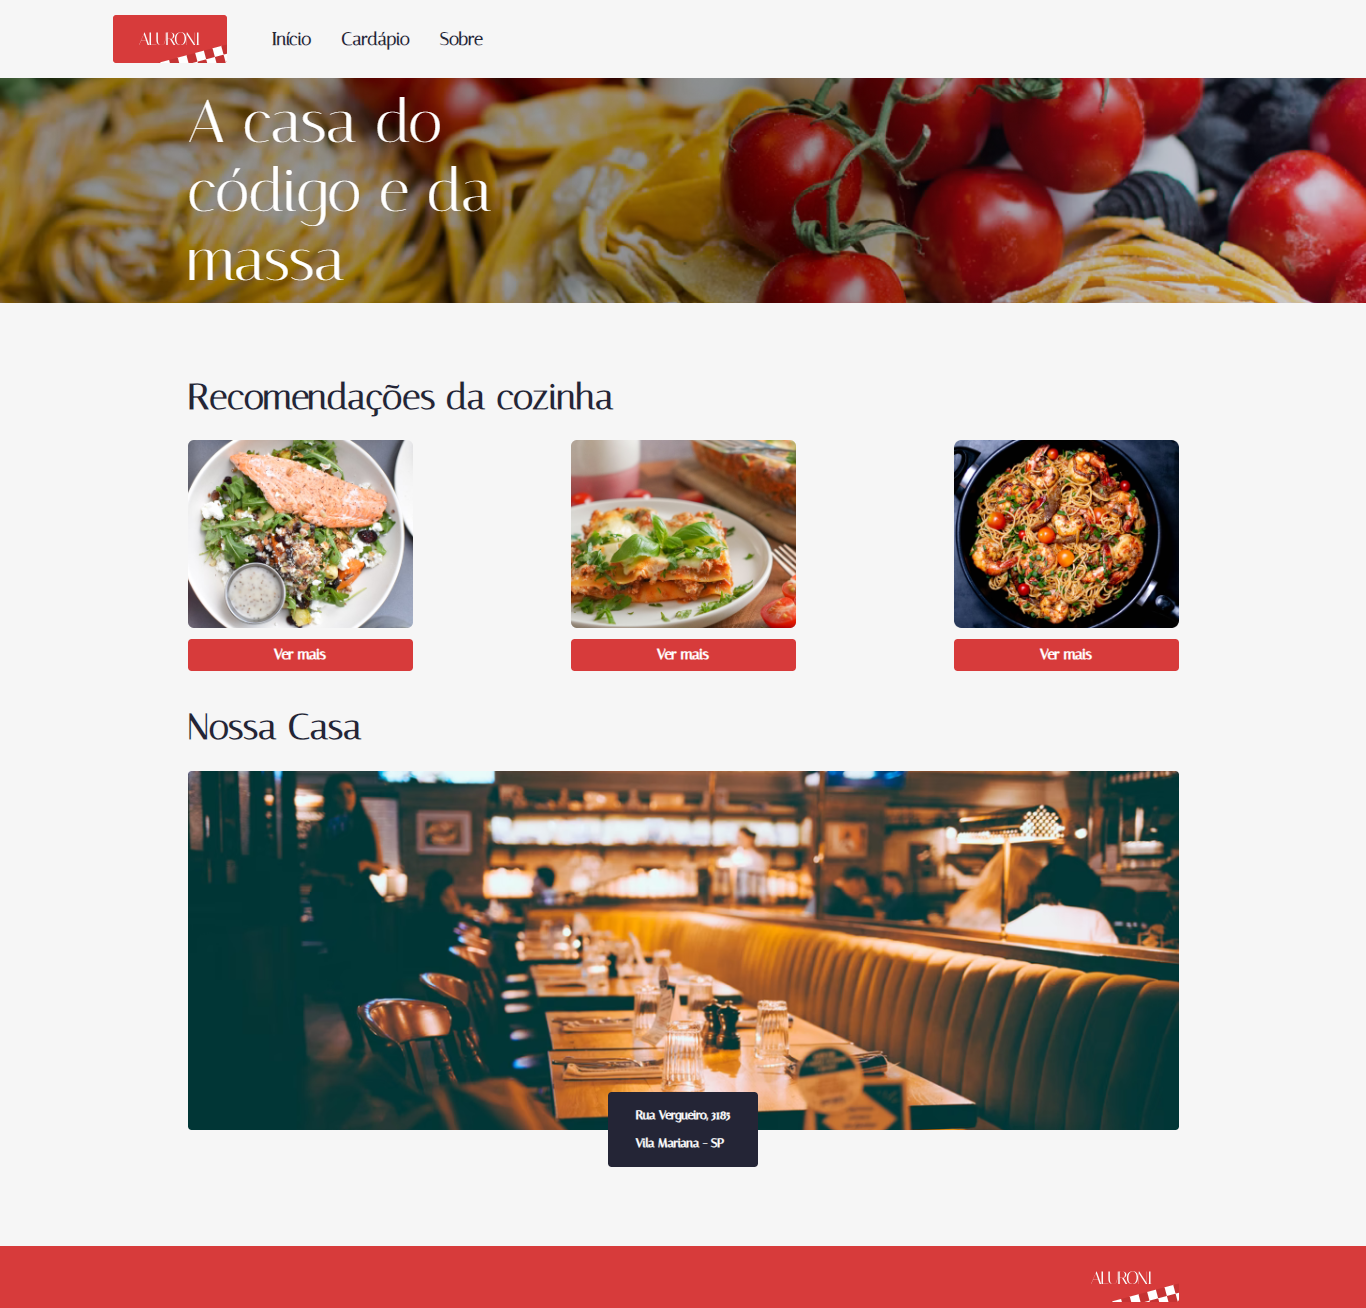 ALURONI
Início
Cardápio
Sobre
A casa do
código e da
massa
Recomendações da cozinha
Ver mais
Ver mais
Ver mais
Nossa Casa
Rua Vergueiro, 3185
Vila Mariana - SP
ALURONI